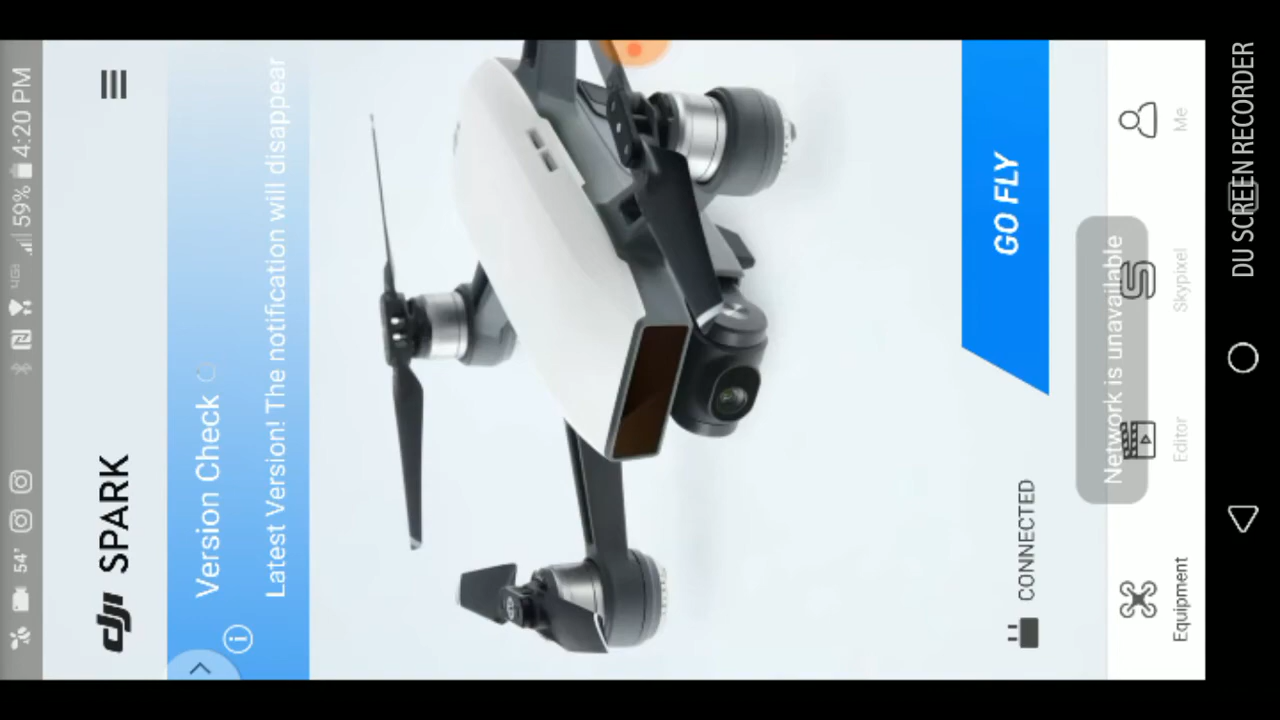 54° 4G 59% 4:20 PM
dji SPARK
Version Check
Latest Version! The notification will disappear
CONNECTED
GO FLY
Network is unavailable
Equipment
Editor
Skypixel
Me
DU SCREEN RECORDER